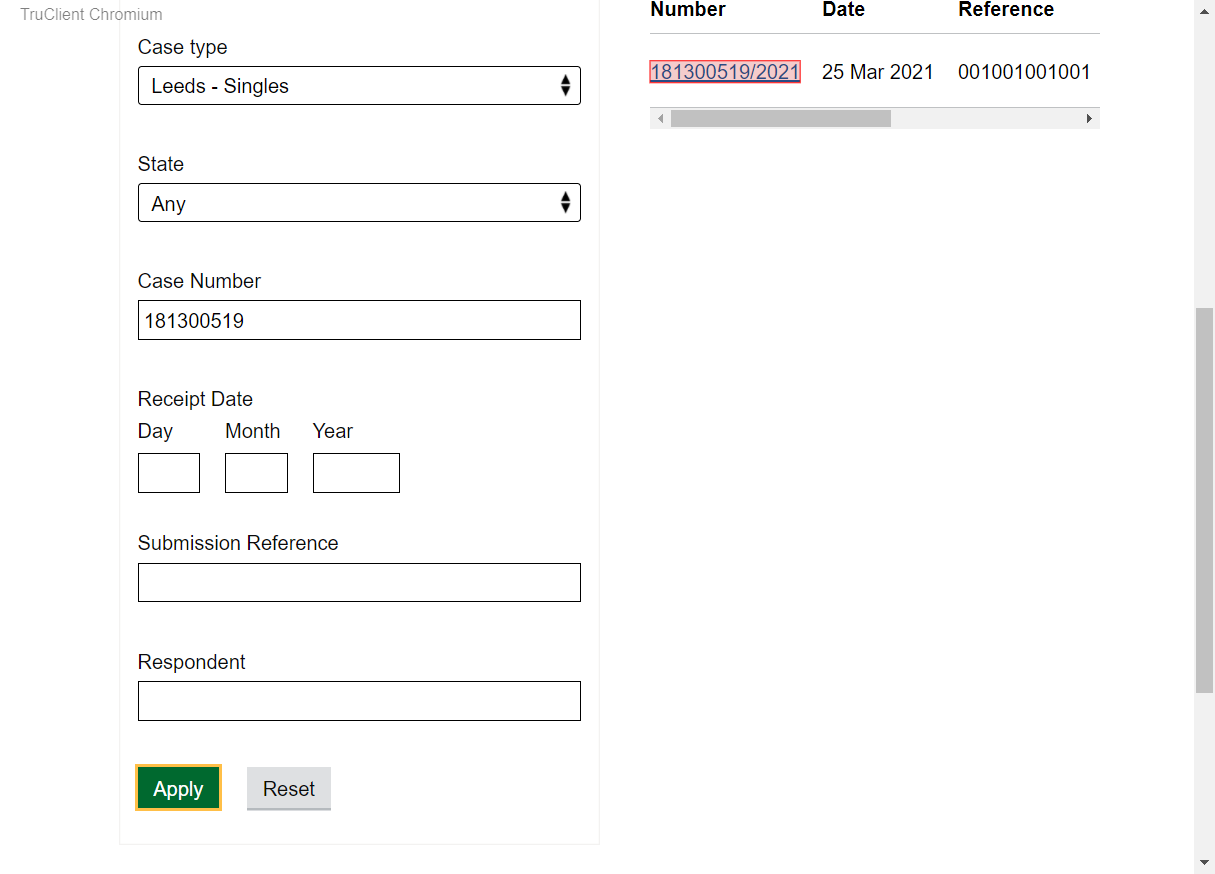 TruClient Chromium
Case type
Leeds - Singles
State
Any
Case Number
181300519
Receipt Date
Day Month Year
Submission Reference
Respondent
Apply Reset
Number Date Reference
181300519/2021 25 Mar 2021 001001001001